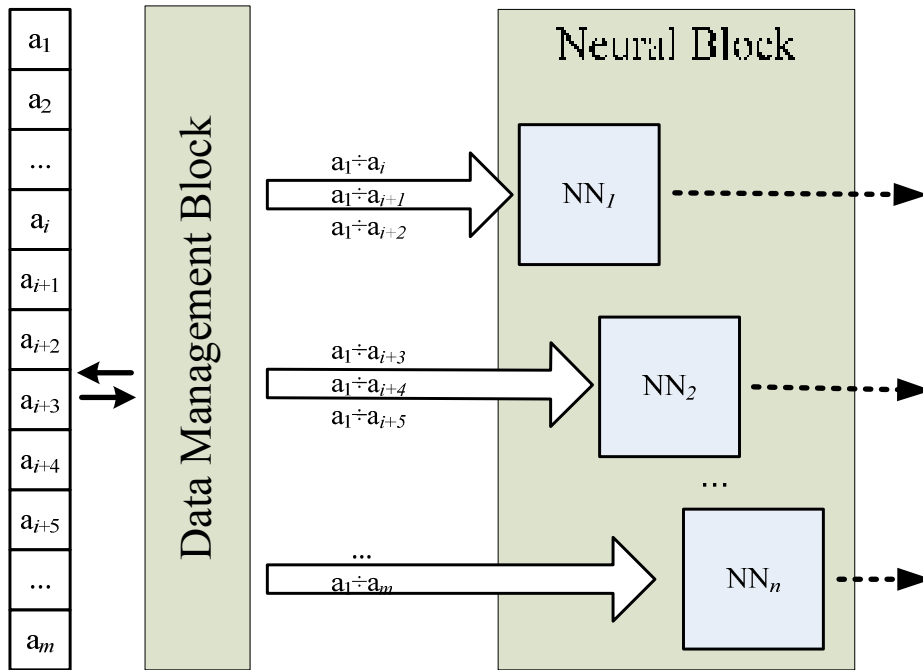 a1
a2
...
ai
ai+1
ai+2
ai+3
ai+4
ai+5
...
am
Data Management Block
Neural Block
a1÷ai
a1÷ai+1
a1÷ai+2
NN1
a1÷ai+3
a1÷ai+4
a1÷ai+5
NN2
...
...
a1÷am
NNn